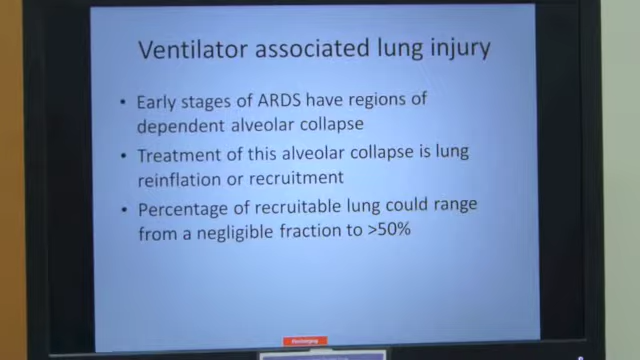 Ventilator associated lung injury
• Early stages of ARDS have regions of
dependent alveolar collapse
• Treatment of this alveolar collapse is lung
reinflation or recruitment
• Percentage of recruitable lung could range
from a negligible fraction to >50%